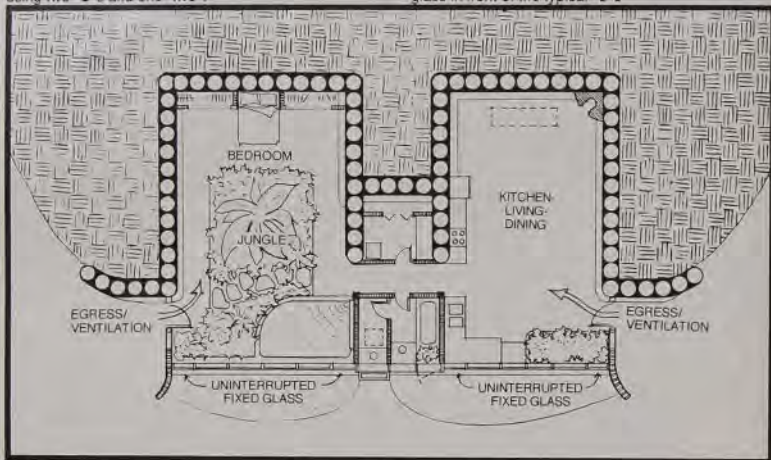 BEDROOM
JUNGLE
KITCHEN-
LIVING-
DINING
EGRESS/
VENTILATION
EGRESS/
VENTILATION
UNINTERRUPTED
FIXED GLASS
UNINTERRUPTED
FIXED GLASS